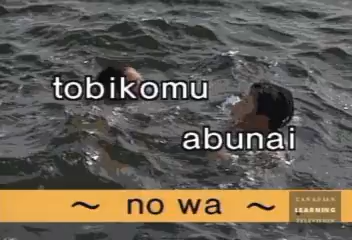 tobikomu
abunai
~ no wa ~
CANADIAN
LEARNING
TELEVISION